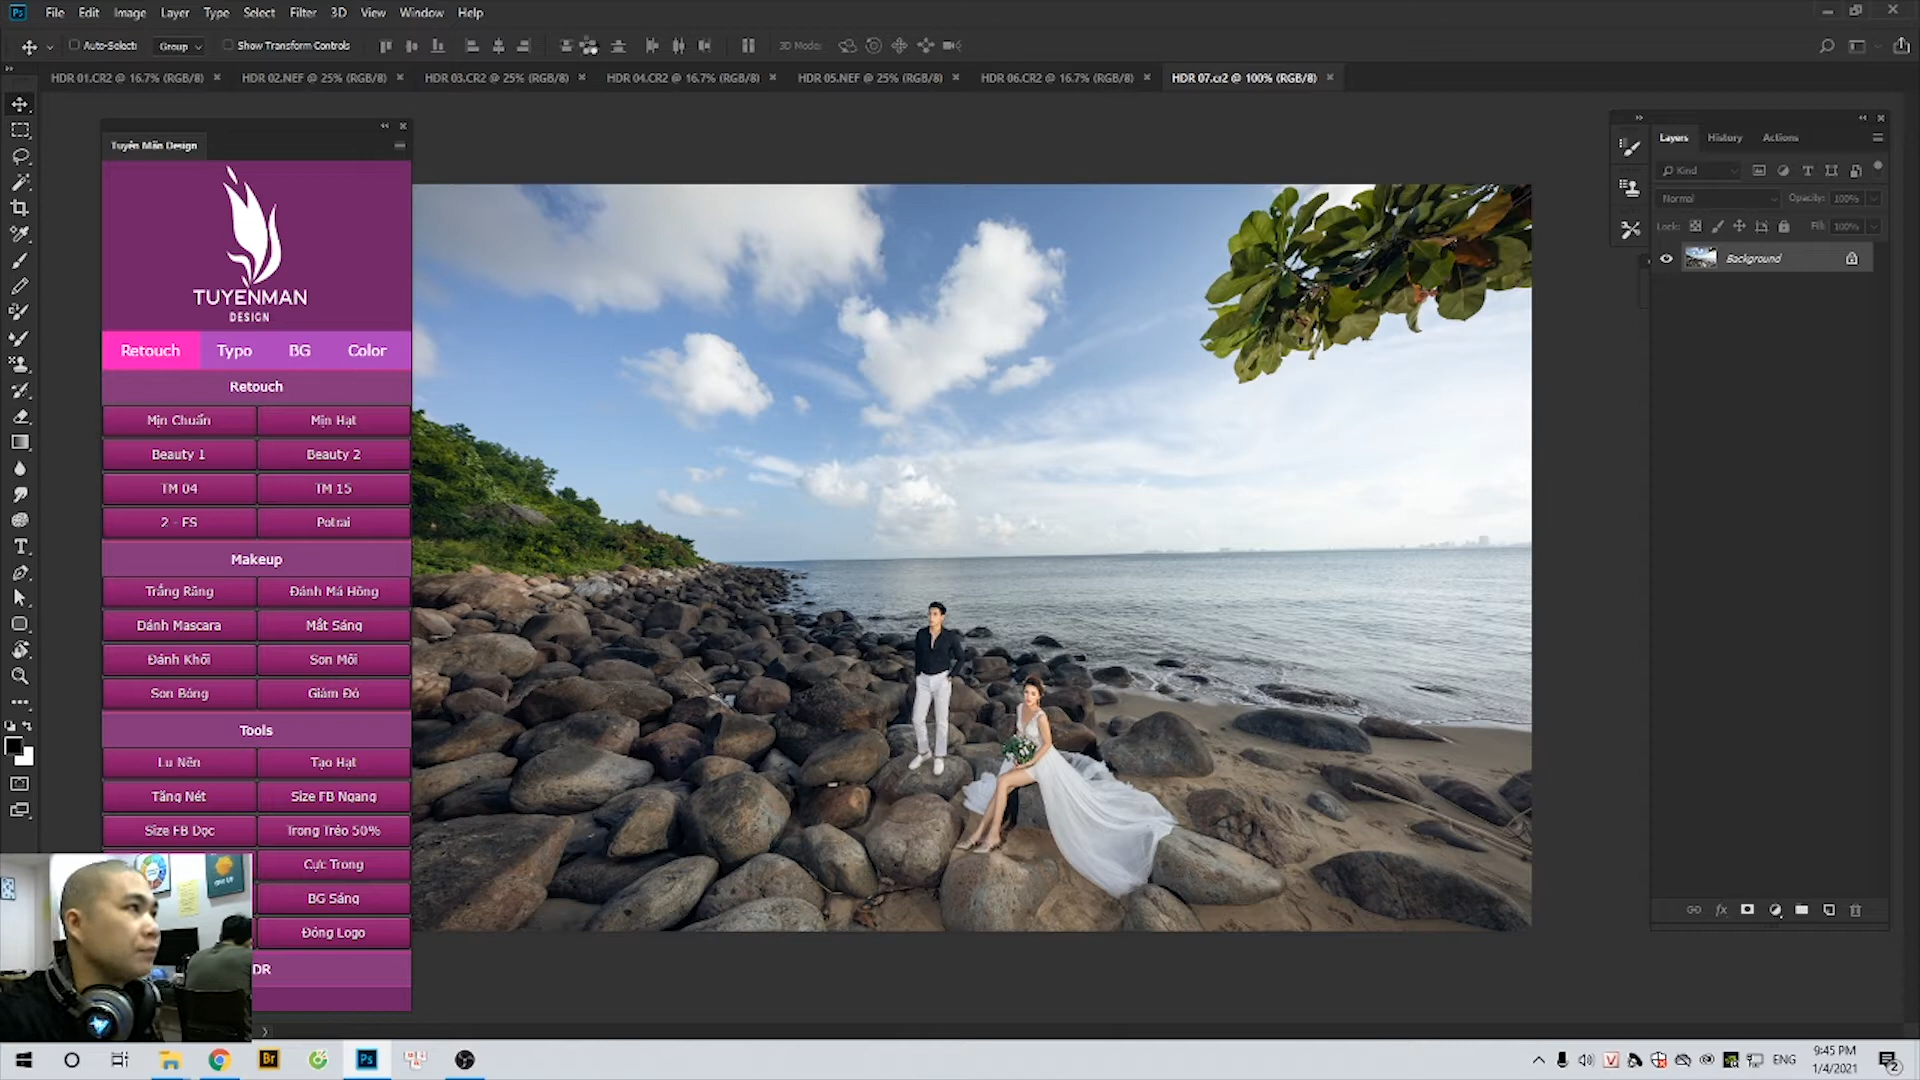 File Edit Image Layer Type Select Filter 3D View Window Help
Auto-Select: Group Show Transform Controls 3D Mode:
HDR 01.CR2 @ 16.7% (RGB/8) HDR 02.NEF @ 25% (RGB/8) HDR 03.CR2 @ 25% (RGB/8) HDR 04.CR2 @ 16.7% (RGB/8) HDR 05.NEF @ 25% (RGB/8) HDR 06.CR2 @ 16.7% (RGB/8) HDR 07.cr2 @ 100% (RGB/8)
Tuyển Mãn Design
TUYENMAN
DESIGN
Retouch Typo BG Color
Retouch
Mịn Chuẩn Mịn Hạt
Beauty 1 Beauty 2
TM 04 TM 15
2 - FS Potrai
Makeup
Trắng Răng Đánh Má Hồng
Đánh Mascara Mắt Sáng
Đánh Khối Son Môi
Son Bóng Giảm Đỏ
Tools
Lu Nền Tạo Hạt
Tăng Nét Size FB Ngang
Size FB Dọc Trong Trẻo 50%
Cực Trong
BG Sáng
Đóng Logo
DR
Layers History Actions
Kind
Normal Opacity: 100%
Lock: Fill: 100%
Background
Br
Ps
ENG
9:45 PM
1/4/2021
2